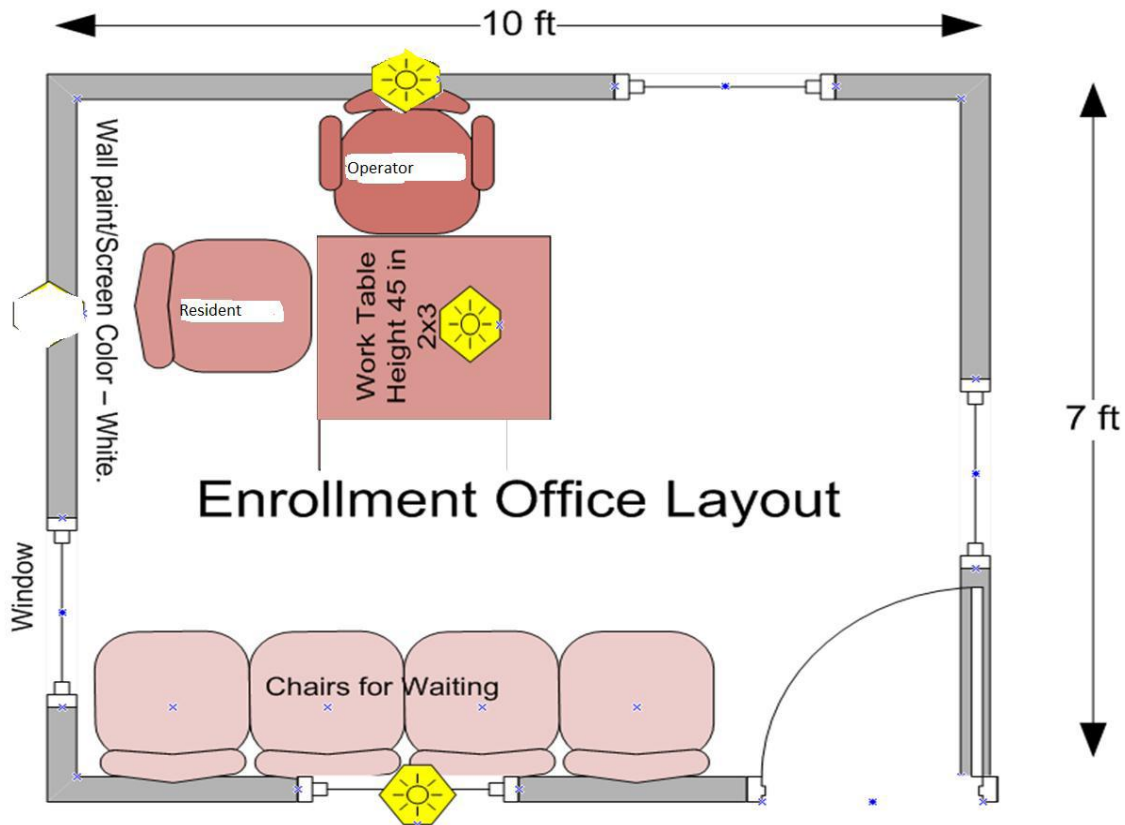 10 ft
Operator
Wall paint/Screen Color – White.
Resident
Work Table
Height 45 in
2x3
7 ft
Enrollment Office Layout
Window
Chairs for Waiting